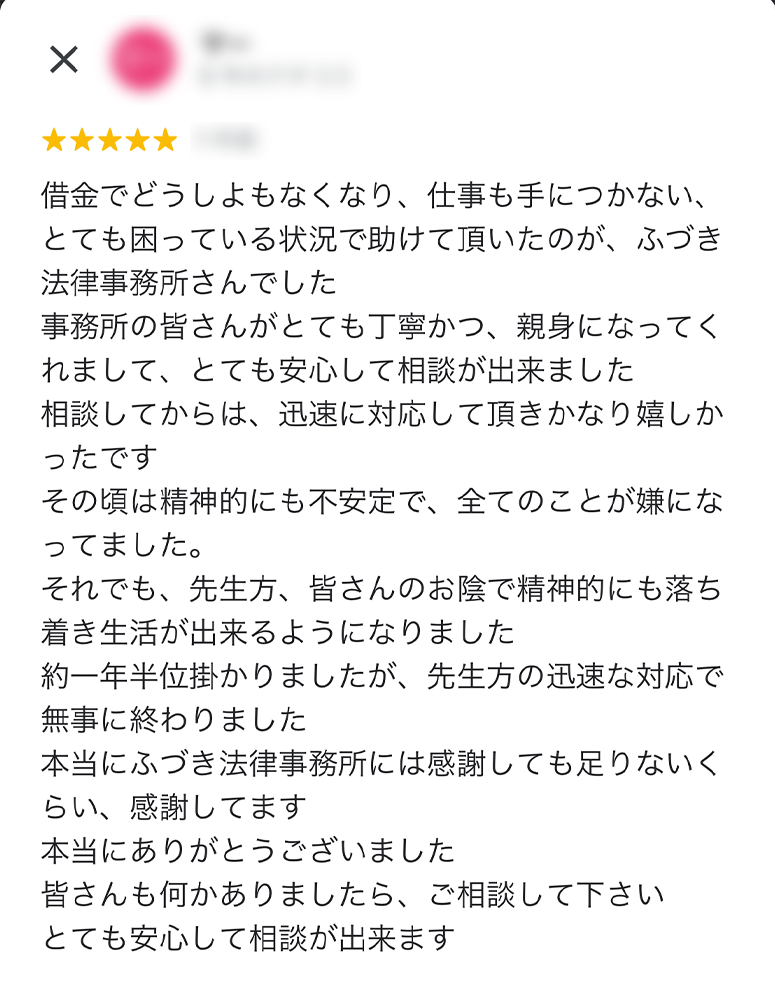 借金でどうしよもなくなり、仕事も手につかない、
とても困っている状況で助けて頂いたのが、ふづき
法律事務所さんでした
事務所の皆さんがとても丁寧かつ、親身になってく
れまして、とても安心して相談が出来ました
相談してからは、迅速に対応して頂きかなり嬉しか
ったです
その頃は精神的にも不安定で、全てのことが嫌にな
ってました。
それでも、先生方、皆さんのお陰で精神的にも落ち
着き生活が出来るようになりました
約一年半位掛かりましたが、先生方の迅速な対応で
無事に終わりました
本当にふづき法律事務所には感謝しても足りないく
らい、感謝してます
本当にありがとうございました
皆さんも何かありましたら、ご相談して下さい
とても安心して相談が出来ます